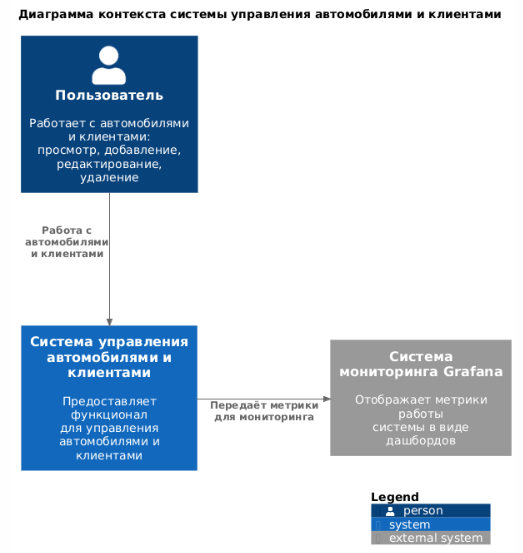 Диаграмма контекста системы управления автомобилями и клиентами
Пользователь
Работает с автомобилями
и клиентами:
просмотр, добавление,
редактирование,
удаление
Работа с
автомобилями
и клиентами
Система управления
автомобилями и
клиентами
Предоставляет
функционал
для управления
автомобилями и
клиентами
Передаёт метрики
для мониторинга
Система
мониторинга Grafana
Отображает метрики
работы
системы в виде
дашбордов
Legend
person
system
external system